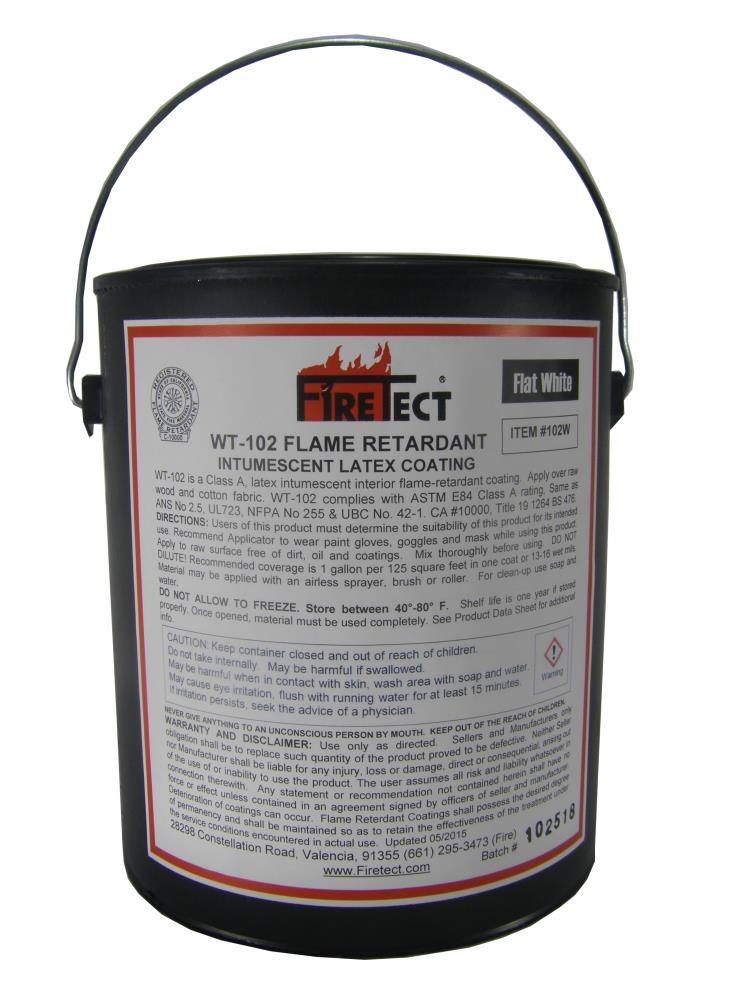 REGISTERED
FLAME RETARDANT
C-10000
FIRETECT ®
Flat White
WT-102 FLAME RETARDANT
ITEM #102W
INTUMESCENT LATEX COATING
WT-102 is a Class A, latex intumescent interior flame-retardant coating. Apply over raw
wood and cotton fabric. WT-102 complies with ASTM E84 Class A rating, Same as
ANS No 2.5, UL723, NFPA No 255 & UBC No. 42-1. CA #10000, Title 19 1264 BS 476.
DIRECTIONS: Users of this product must determine the suitability of this product for its intended
use. Recommend Applicator to wear paint gloves, goggles and mask while using this product.
Apply to raw surface free of dirt, oil and coatings. Mix thoroughly before using. DO NOT
DILUTE! Recommended coverage is 1 gallon per 125 square feet in one coat or 13-16 wet mils.
Material may be applied with an airless sprayer, brush or roller. For clean-up use soap and
water.
DO NOT ALLOW TO FREEZE. Store between 40°-80° F. Shelf life is one year if stored
properly. Once opened, material must be used completely. See Product Data Sheet for additional
info.
CAUTION: Keep container closed and out of reach of children.
Do not take internally. May be harmful if swallowed.
May be harmful when in contact with skin, wash area with soap and water.
May cause eye irritation, flush with running water for at least 15 minutes.
If irritation persists, seek the advice of a physician.
Warning
NEVER GIVE ANYTHING TO AN UNCONSCIOUS PERSON BY MOUTH. KEEP OUT OF THE REACH OF CHILDREN.
WARRANTY AND DISCLAIMER: Use only as directed. Sellers and Manufacturers only
obligation shall be to replace such quantity of the product proved to be defective. Neither Seller
nor Manufacturer shall be liable for any injury, loss or damage, direct or consequential, arising out
of the use of or inability to use the product. The user assumes all risk and liability whatsoever in
connection therewith. Any statement or recommendation not contained herein shall have no
force or effect unless contained in an agreement signed by officers of seller and manufacturer.
Deterioration of coatings can occur. Flame Reterdant Coatings shall possess the desired degree
of permanency and shall be maintained so as to retain the effectiveness of the treatment under
the service conditions encountered in actual use. Updated 05/2015
28298 Constellation Road, Valencia, 91355 (661) 295-3473 (Fire)
Batch # 102518
www.Firetect.com